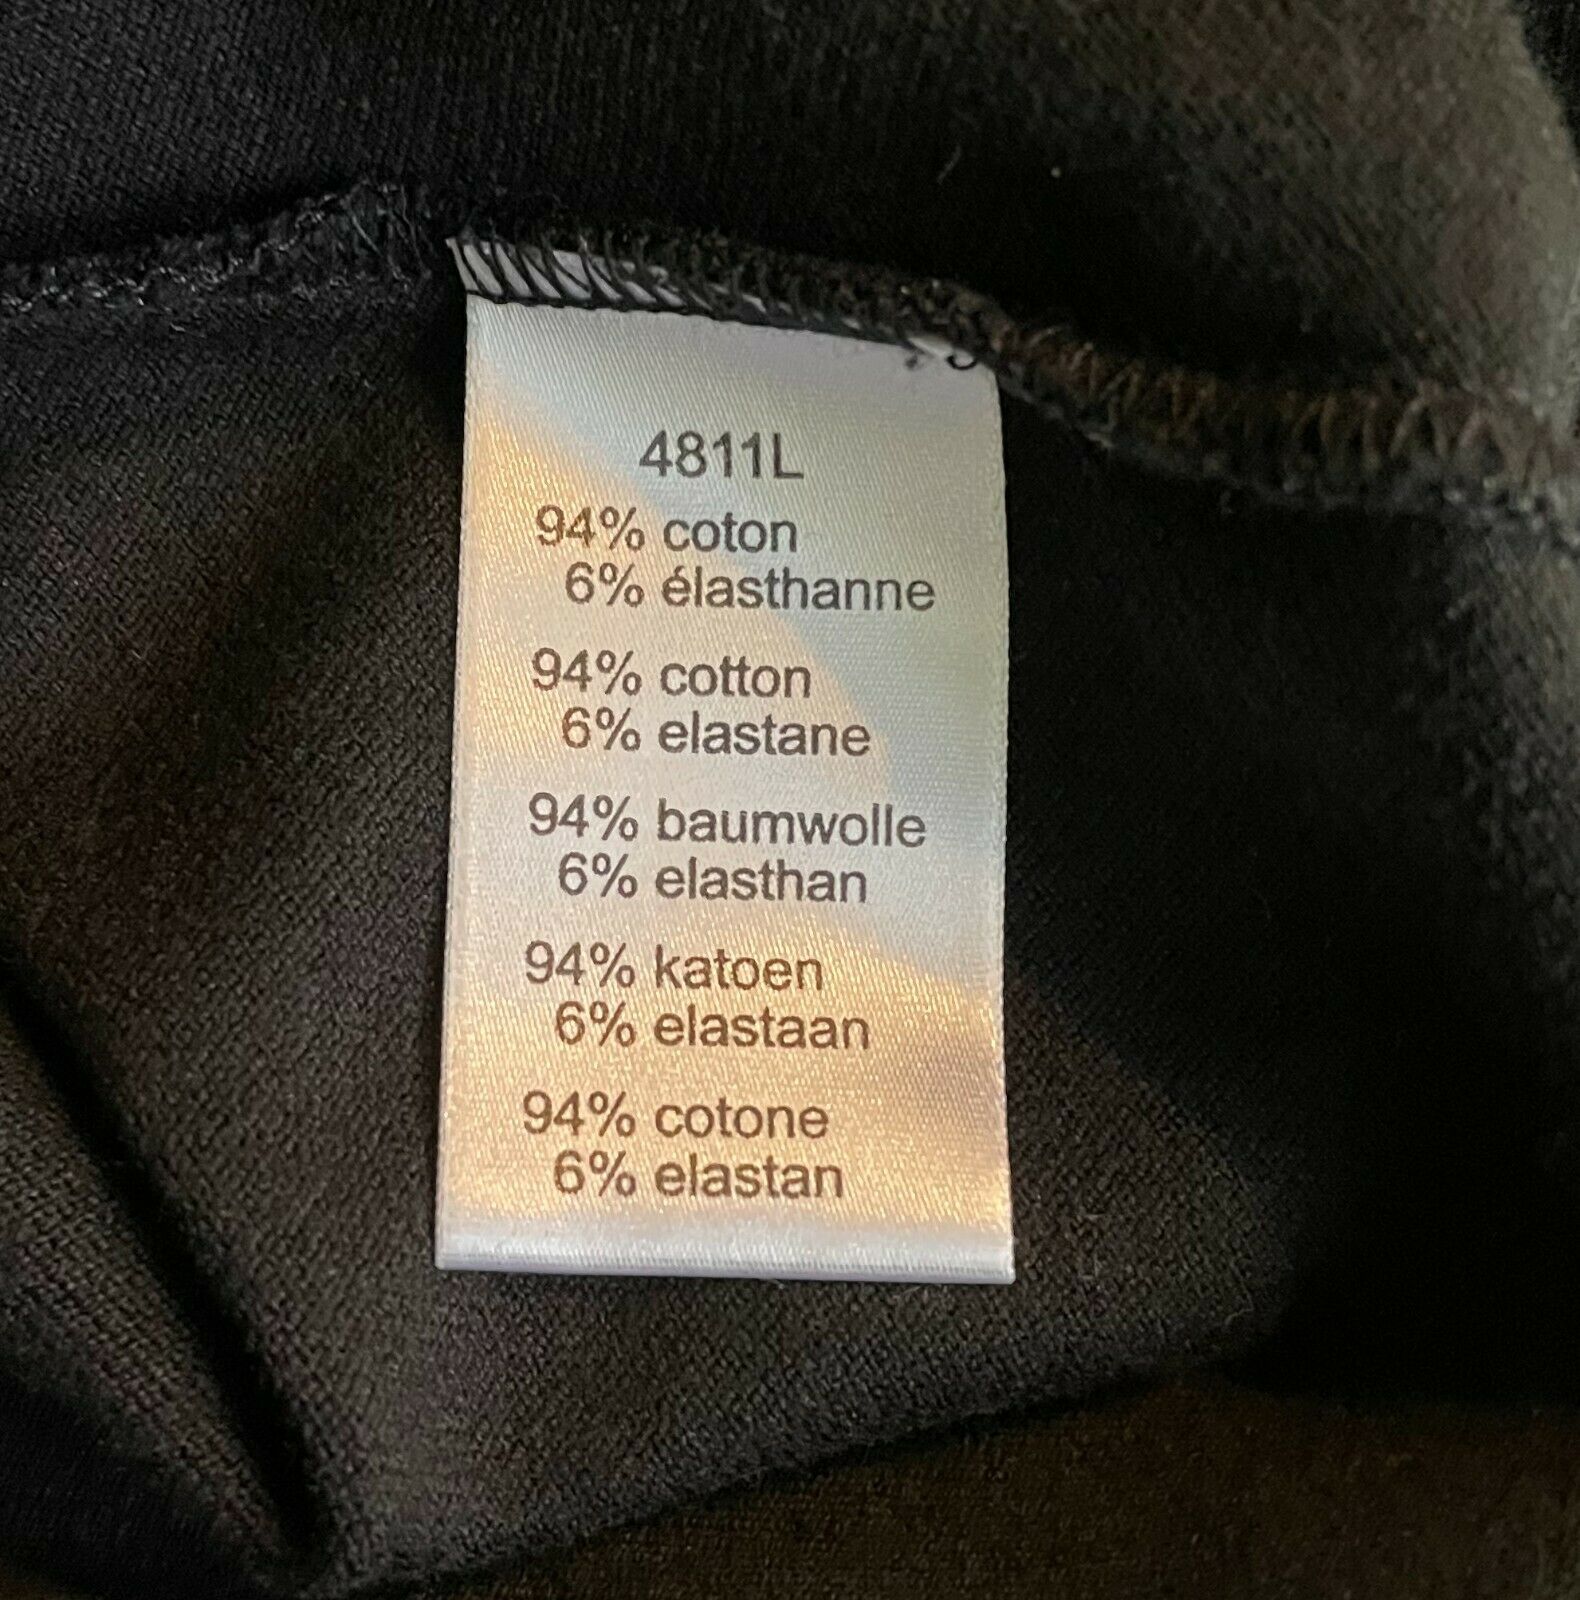 4811L
94% coton
6% élasthanne
94% cotton
6% elastane
94% baumwolle
6% elasthan
94% katoen
6% elastaan
94% cotone
6% elastan